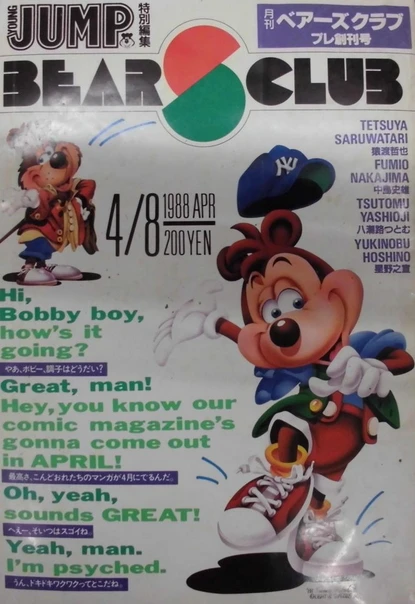 YOUNG JUMP 特別編集
月刊 ベアーズクラブ
プレ創刊号
BEAR'S CLUB
TETSUYA
SARUWATARI
猿渡哲也
FUMIO
NAKAJIMA
中島史雄
TSUTOMU
YASHIOJI
八潮路つとむ
YUKINOBU
HOSHINO
星野之宣
4/8 1988 APR
200YEN
NY
Hi,
Bobby boy,
how's it
going?
やあ、ボビー。調子はどうだい?
Great, man!
Hey, you know our
comic magazine's
gonna come out
in APRIL!
最高さ、こんどおれたちのマンガが4月にでるんだ。
Oh, yeah,
sounds GREAT!
へえー、そいつはスゴイね。
Yeah, man.
I'm psyched.
うん、ドキドキワクワクってとこだね。